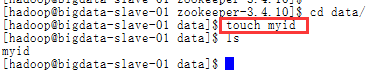 [hadoop@bigdata-slave-01 zookeeper-3.4.10]$ cd data/
[hadoop@bigdata-slave-01 data]$ touch myid
[hadoop@bigdata-slave-01 data]$ ls
myid
[hadoop@bigdata-slave-01 data]$